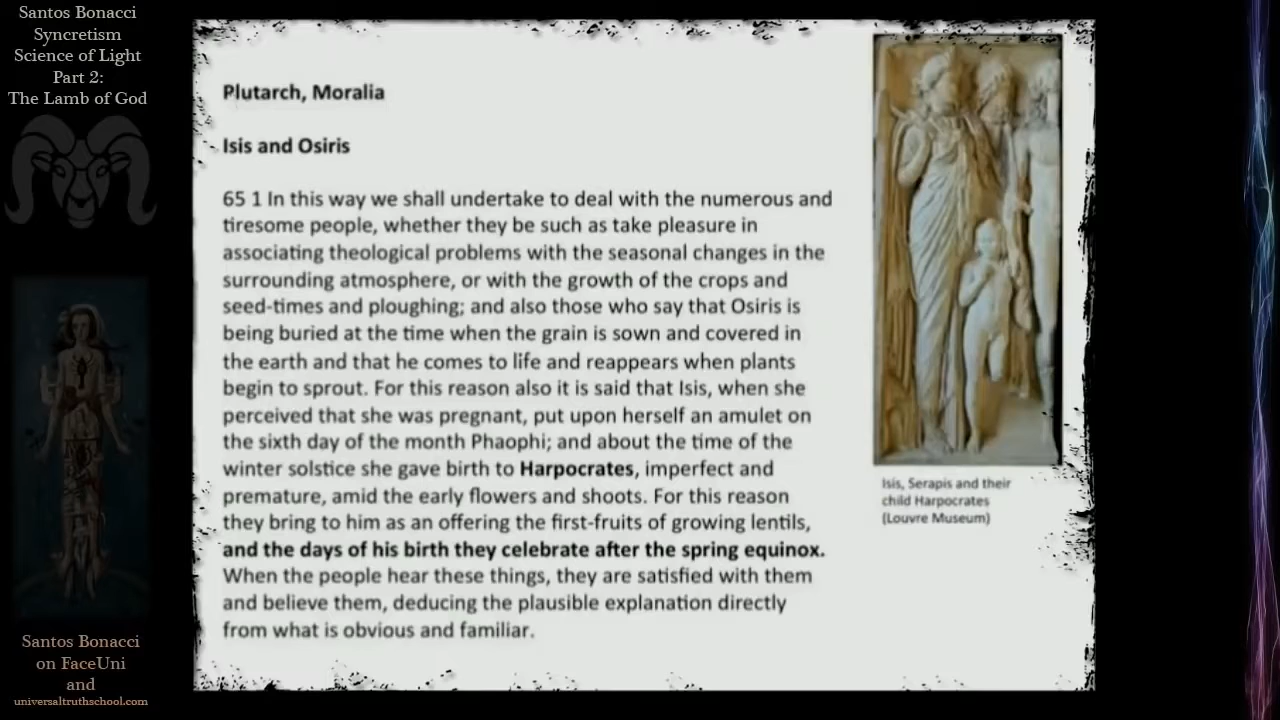 Santos Bonacci
Syncretism
Science of Light
Part 2:
The Lamb of God
Plutarch, Moralia
Isis and Osiris
65 1 In this way we shall undertake to deal with the numerous and
tiresome people, whether they be such as take pleasure in
associating theological problems with the seasonal changes in the
surrounding atmosphere, or with the growth of the crops and
seed-times and ploughing; and also those who say that Osiris is
being buried at the time when the grain is sown and covered in
the earth and that he comes to life and reappears when plants
begin to sprout. For this reason also it is said that Isis, when she
perceived that she was pregnant, put upon herself an amulet on
the sixth day of the month Phaophi; and about the time of the
winter solstice she gave birth to Harpocrates, imperfect and
premature, amid the early flowers and shoots. For this reason
they bring to him as an offering the first-fruits of growing lentils,
and the days of his birth they celebrate after the spring equinox.
When the people hear these things, they are satisfied with them
and believe them, deducing the plausible explanation directly
from what is obvious and familiar.
Isis, Serapis and their
child Harpocrates
(Louvre Museum)
Santos Bonacci
on FaceUni
and
universaltruthschool.com